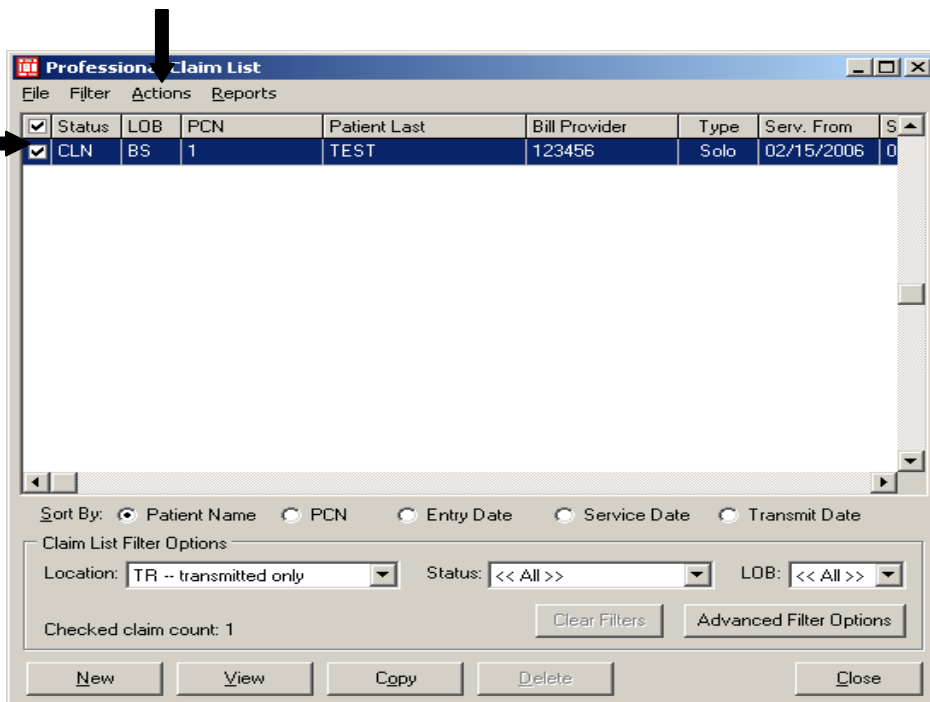 Professional Claim List
File Filter Actions Reports
Status LOB PCN Patient Last Bill Provider Type Serv. From S
CLN BS 1 TEST 123456 Solo 02/15/2006 0
Sort By: Patient Name PCN Entry Date Service Date Transmit Date
Claim List Filter Options
Location: TR -- transmitted only Status: << All >> LOB: << All >>
Checked claim count: 1 Clear Filters Advanced Filter Options
New View Copy Delete Close